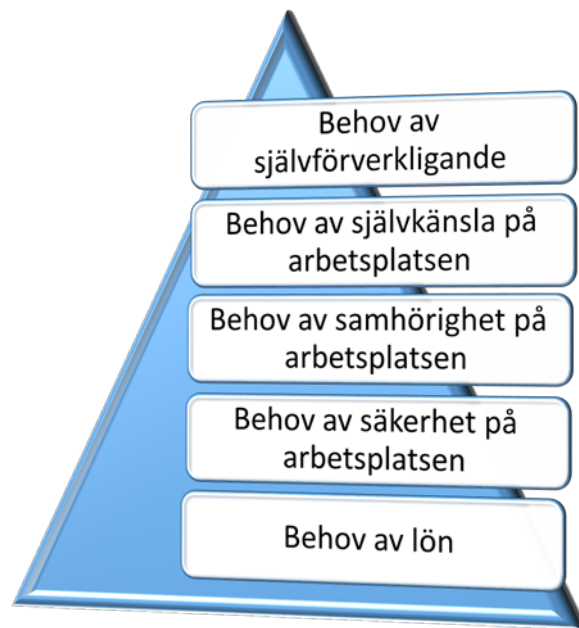 Behov av
självförverkligande
Behov av självkänsla på
arbetsplatsen
Behov av samhörighet på
arbetsplatsen
Behov av säkerhet på
arbetsplatsen
Behov av lön